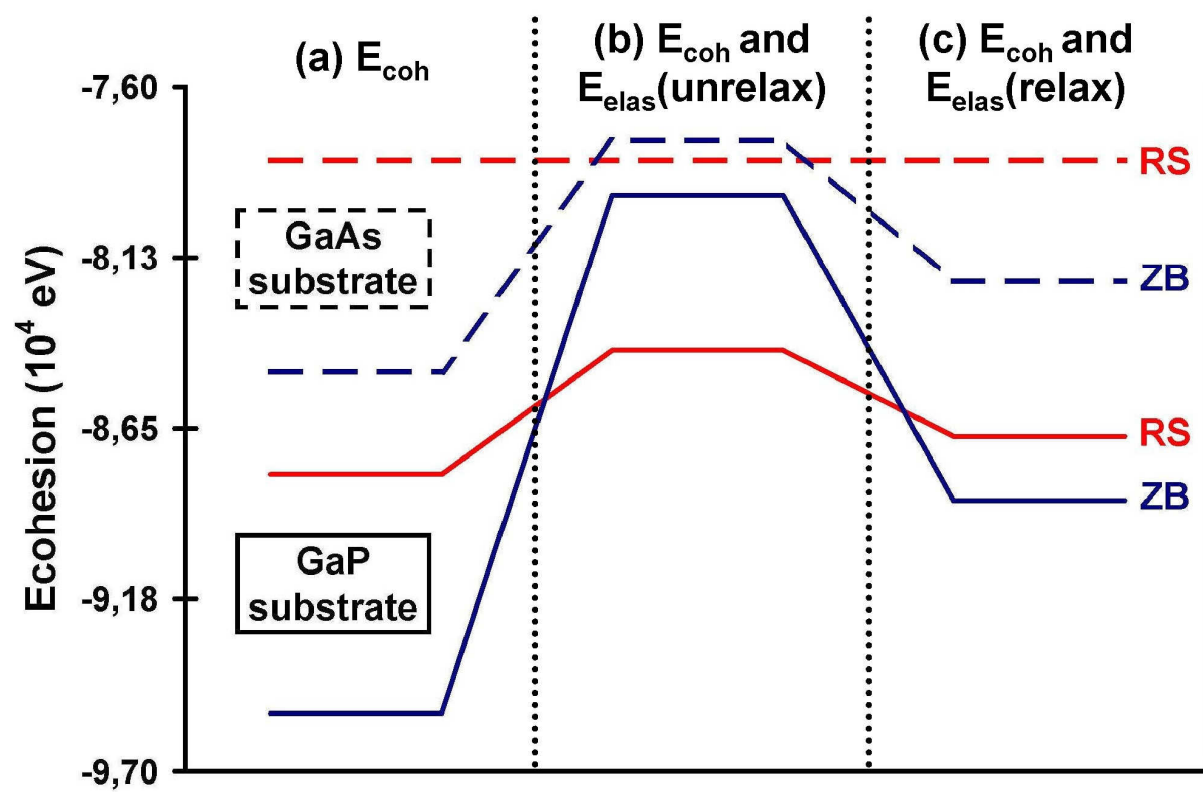 (a) Ecoh
(b) Ecoh and
Eelas(unrelax)
(c) Ecoh and
Eelas(relax)
Ecohesion (10⁴ eV)
-7,60
-8,13
-8,65
-9,18
-9,70
GaAs
substrate
GaP
substrate
RS
ZB
RS
ZB